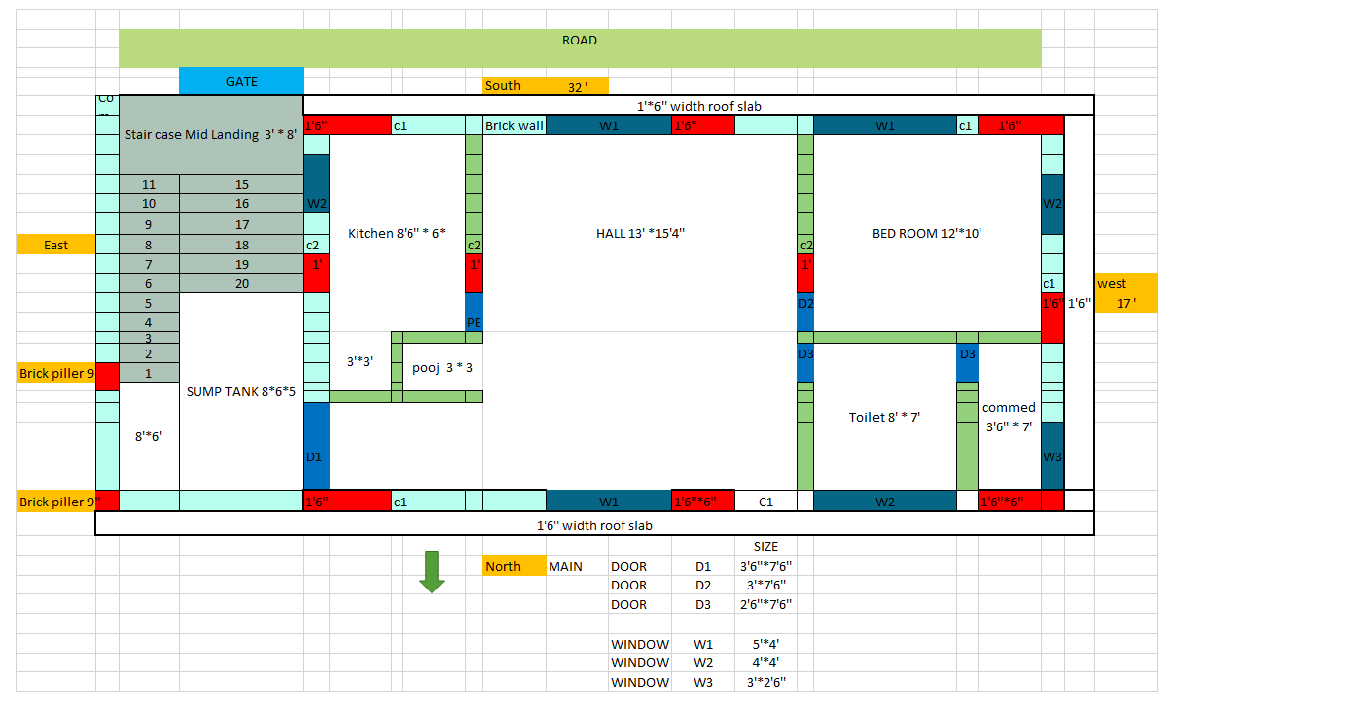 ROAD
GATE
South 32 '
Co
1'*6" width roof slab
Stair case Mid Landing 3' * 8'
1'6" c1 Brick wall W1 1'6" W1 c1 1'6"
11 15
10 16
W2 W2
9 17
Kitchen 8'6" * 6* HALL 13' *15'4" BED ROOM 12'*10'
East 8 18 c2 c2 c2
7 19 1' 1' 1'
6 20 c1 west
5 D2 1'6" 1'6" 17 '
4 PE
3
2 3'*3' D3 D3
Brick piller 9 1 pooj 3 * 3
SUMP TANK 8*6*5
commed
Toilet 8' * 7' 3'6" * 7'
8'*6'
D1 W3
Brick piller 9" 1'6" c1 W1 1'6"*6" C1 W2 1'6"*6"
1'6" width roof slab
SIZE
North MAIN DOOR D1 3'6"*7'6"
DOOR D2 3'*7'6"
DOOR D3 2'6"*7'6"
WINDOW W1 5'*4'
WINDOW W2 4'*4'
WINDOW W3 3'*2'6"